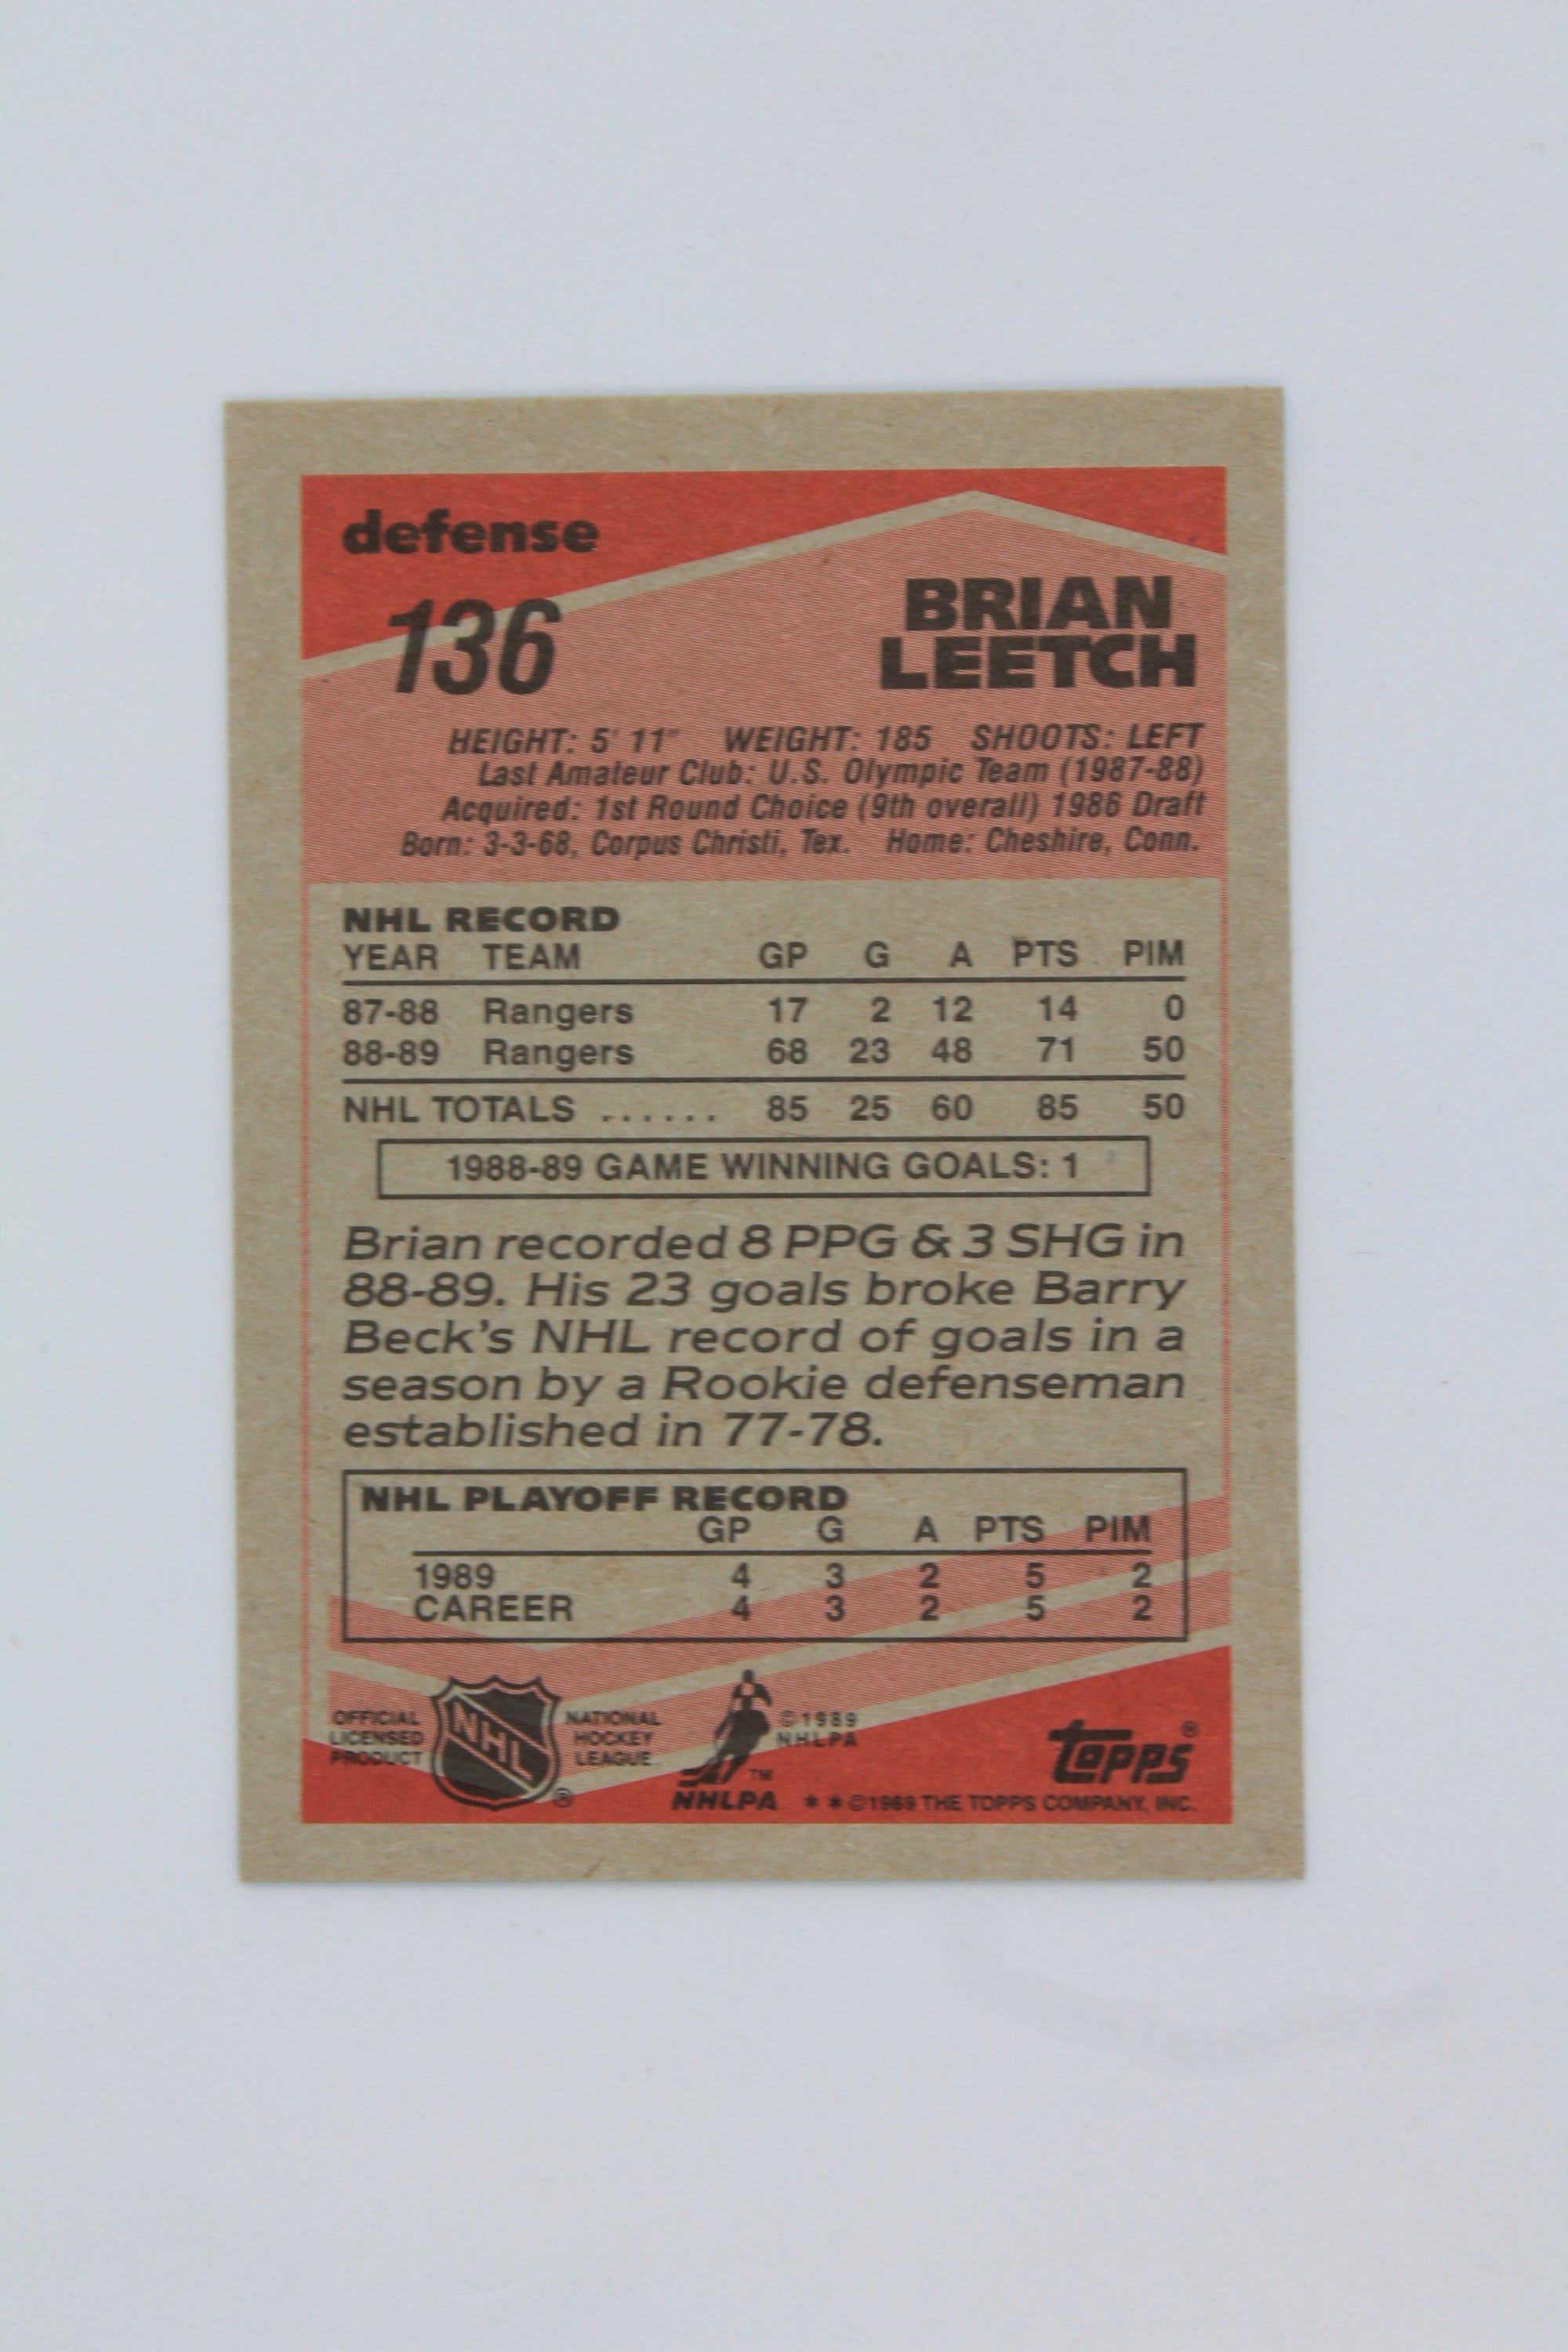 defense
136
BRIAN
LEETCH
HEIGHT: 5' 11" WEIGHT: 185 SHOOTS: LEFT
Last Amateur Club: U.S. Olympic Team (1987-88)
Acquired: 1st Round Choice (9th overall) 1986 Draft
Born: 3-3-68, Corpus Christi, Tex. Home: Cheshire, Conn.
NHL RECORD
YEAR TEAM GP G A PTS PIM
87-88 Rangers 17 2 12 14 0
88-89 Rangers 68 23 48 71 50
NHL TOTALS ...... 85 25 60 85 50
1988-89 GAME WINNING GOALS: 1
Brian recorded 8 PPG & 3 SHG in
88-89. His 23 goals broke Barry
Beck's NHL record of goals in a
season by a Rookie defenseman
established in 77-78.
NHL PLAYOFF RECORD
GP G A PTS PIM
1989 4 3 2 5 2
CAREER 4 3 2 5 2
OFFICIAL
LICENSED
PRODUCT
NHL ®
NATIONAL
HOCKEY
LEAGUE
© 1989
NHLPA
TM
NHLPA
topps ®
* * © 1989 THE TOPPS COMPANY, INC.